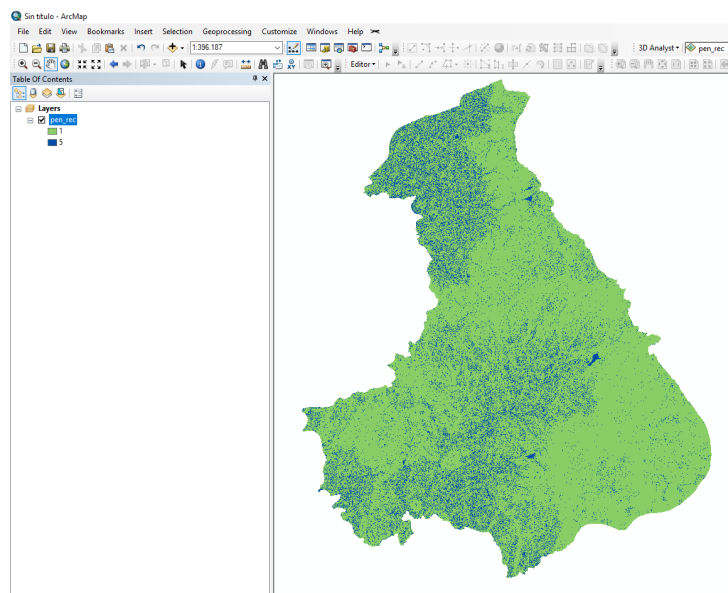 Sin titulo - ArcMap
File Edit View Bookmarks Insert Selection Geoprocessing Customize Windows Help
1:396.187
3D Analyst
pen_rec
Editor
Table Of Contents
Layers
pen_rec
1
5